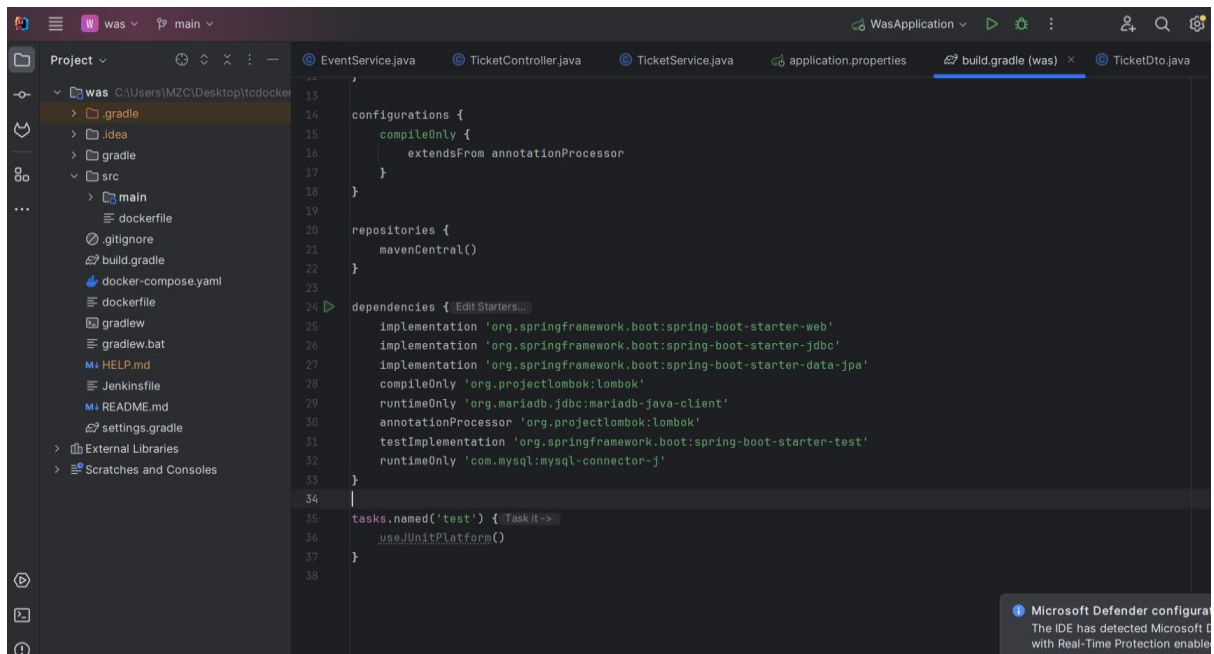 W was main WasApplication
Project
EventService.java TicketController.java TicketService.java application.properties build.gradle (was) TicketDto.java
was C:\Users\MZC\Desktop\tcdocker
.gradle
.idea
gradle
src
main
dockerfile
.gitignore
build.gradle
docker-compose.yaml
dockerfile
gradlew
gradlew.bat
M↓ HELP.md
Jenkinsfile
M↓ README.md
settings.gradle
External Libraries
Scratches and Consoles
12 }
13
14 configurations {
15 compileOnly {
16 extendsFrom annotationProcessor
17 }
18 }
19
20 repositories {
21 mavenCentral()
22 }
23
24 dependencies { Edit Starters...
25 implementation 'org.springframework.boot:spring-boot-starter-web'
26 implementation 'org.springframework.boot:spring-boot-starter-jdbc'
27 implementation 'org.springframework.boot:spring-boot-starter-data-jpa'
28 compileOnly 'org.projectlombok:lombok'
29 runtimeOnly 'org.mariadb.jdbc:mariadb-java-client'
30 annotationProcessor 'org.projectlombok:lombok'
31 testImplementation 'org.springframework.boot:spring-boot-starter-test'
32 runtimeOnly 'com.mysql:mysql-connector-j'
33 }
34
35 tasks.named('test') { Task it ->
36 useJUnitPlatform()
37 }
38
Microsoft Defender configurat
The IDE has detected Microsoft D
with Real-Time Protection enable